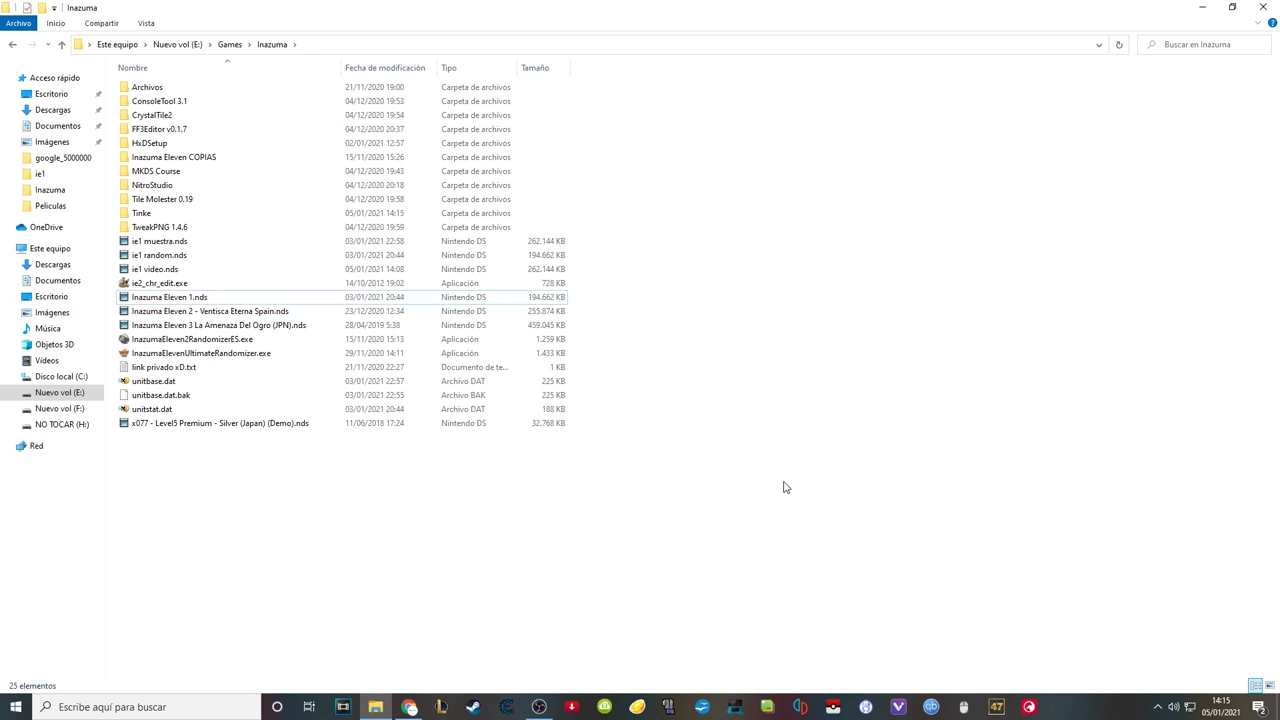 Inazuma
Archivo Inicio Compartir Vista
Este equipo Nuevo vol (E:) Games Inazuma
Buscar en Inazuma
Nombre Fecha de modificación Tipo Tamaño
Acceso rápido
Escritorio
Descargas
Documentos
Imágenes
google_5000000
ie1
Inazuma
Peliculas
OneDrive
Este equipo
Descargas
Documentos
Escritorio
Imágenes
Música
Objetos 3D
Vídeos
Disco local (C:)
Nuevo vol (E:)
Nuevo vol (F:)
NO TOCAR (H:)
Red
Archivos 21/11/2020 19:00 Carpeta de archivos
ConsoleTool 3.1 04/12/2020 19:53 Carpeta de archivos
CrystalTile2 04/12/2020 19:54 Carpeta de archivos
FF3Editor v0.1.7 04/12/2020 20:37 Carpeta de archivos
HxDSetup 02/01/2021 12:57 Carpeta de archivos
Inazuma Eleven COPIAS 15/11/2020 15:26 Carpeta de archivos
MKDS Course 04/12/2020 19:43 Carpeta de archivos
NitroStudio 04/12/2020 20:18 Carpeta de archivos
Tile Molester 0.19 04/12/2020 19:58 Carpeta de archivos
Tinke 05/01/2021 14:15 Carpeta de archivos
TweakPNG 1.4.6 04/12/2020 19:59 Carpeta de archivos
ie1 muestra.nds 03/01/2021 22:58 Nintendo DS 262.144 KB
ie1 random.nds 03/01/2021 20:44 Nintendo DS 194.662 KB
ie1 video.nds 05/01/2021 14:08 Nintendo DS 262.144 KB
ie2_chr_edit.exe 14/10/2012 19:02 Aplicación 728 KB
Inazuma Eleven 1.nds 03/01/2021 20:44 Nintendo DS 194.662 KB
Inazuma Eleven 2 - Ventisca Eterna Spain.nds 23/12/2020 12:34 Nintendo DS 255.874 KB
Inazuma Eleven 3 La Amenaza Del Ogro (JPN).nds 28/04/2019 5:38 Nintendo DS 459.045 KB
InazumaEleven2RandomizerES.exe 15/11/2020 15:13 Aplicación 1.259 KB
InazumaElevenUltimateRandomizer.exe 29/11/2020 14:11 Aplicación 1.433 KB
link privado xD.txt 21/11/2020 22:27 Documento de te... 1 KB
unitbase.dat 03/01/2021 22:57 Archivo DAT 225 KB
unitbase.dat.bak 03/01/2021 22:55 Archivo BAK 225 KB
unitstat.dat 03/01/2021 20:44 Archivo DAT 188 KB
x077 - Level5 Premium - Silver (Japan) (Demo).nds 11/06/2018 17:24 Nintendo DS 32.768 KB
25 elementos
Escribe aquí para buscar
47
14:15
05/01/2021
2